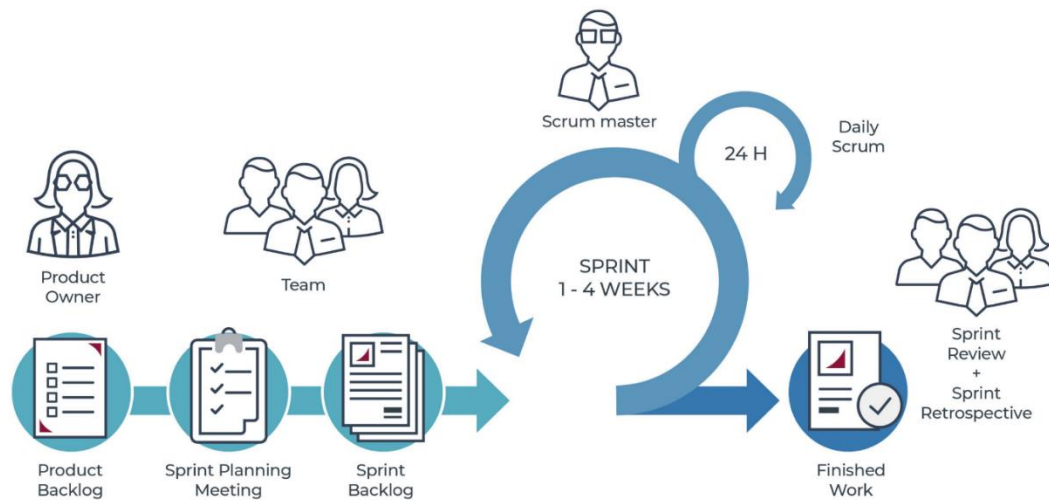 Scrum master
24 H
Daily
Scrum
Product
Owner
Team
SPRINT
1 - 4 WEEKS
Sprint
Review
+
Sprint
Retrospective
Product
Backlog
Sprint Planning
Meeting
Sprint
Backlog
Finished
Work